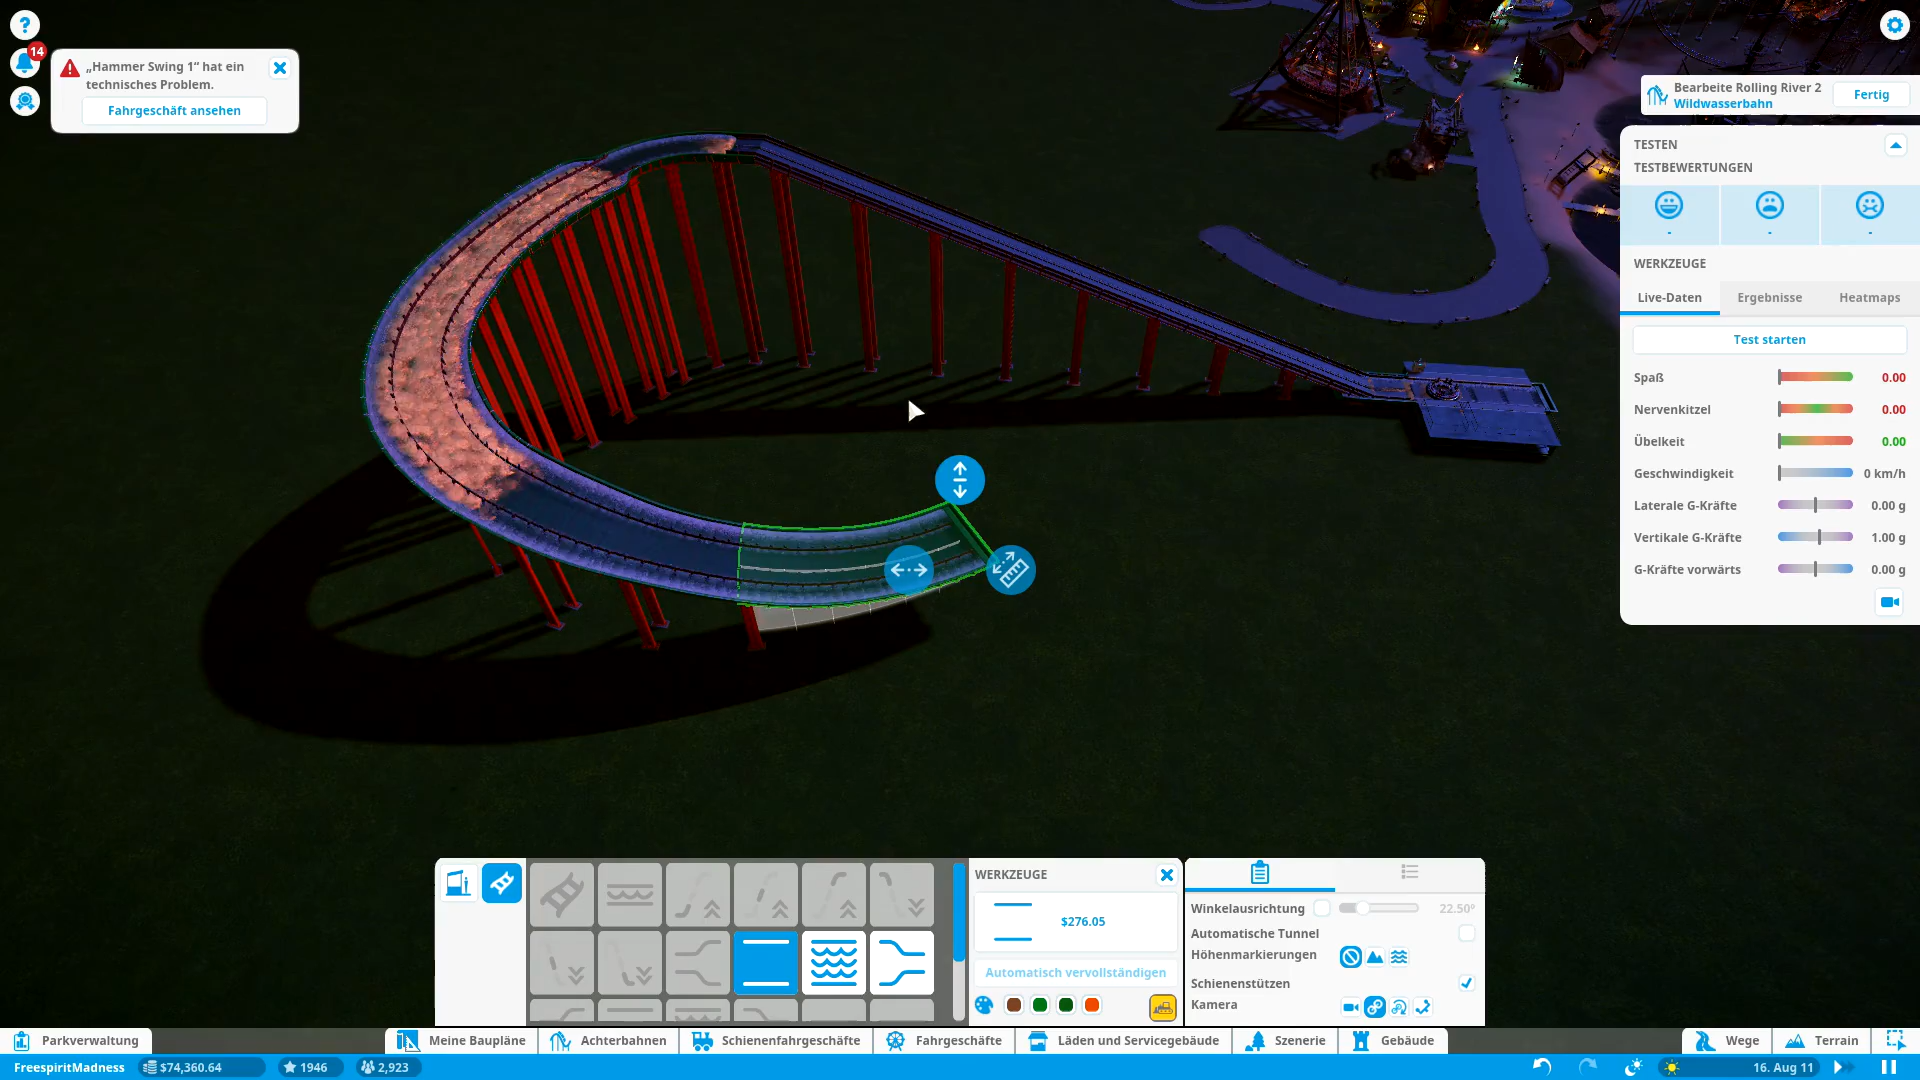 ?
14
„Hammer Swing 1“ hat ein
technisches Problem.
Fahrgeschäft ansehen
Bearbeite Rolling River 2
Wildwasserbahn
Fertig
TESTEN
TESTBEWERTUNGEN
- - -
WERKZEUGE
Live-Daten Ergebnisse Heatmaps
Test starten
Spaß 0.00
Nervenkitzel 0.00
Übelkeit 0.00
Geschwindigkeit 0 km/h
Laterale G-Kräfte 0.00 g
Vertikale G-Kräfte 1.00 g
G-Kräfte vorwärts 0.00 g
WERKZEUGE
$276.05
Automatisch vervollständigen
Winkelausrichtung 22.50°
Automatische Tunnel
Höhenmarkierungen
Schienenstützen
Kamera
Parkverwaltung Meine Baupläne Achterbahnen Schienenfahrgeschäfte Fahrgeschäfte Läden und Servicegebäude Szenerie Gebäude Wege Terrain
FreespiritMadness $74,360.64 1946 2,923 16. Aug 11